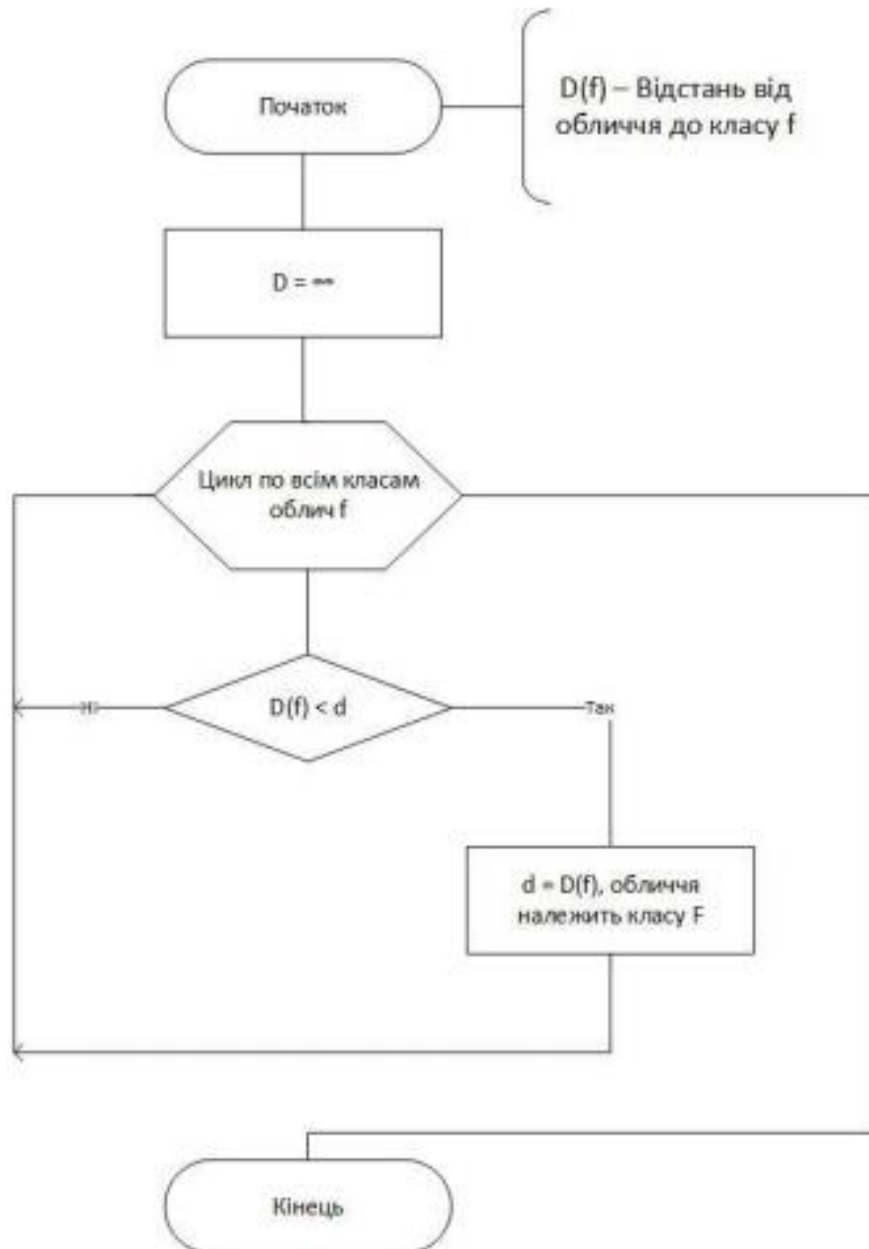 Початок
D(f) – Відстань від
обличчя до класу f
D = ∞
Цикл по всім класам
облич f
D(f) < d
Ні
Так
d = D(f), обличчя
належить класу F
Кінець